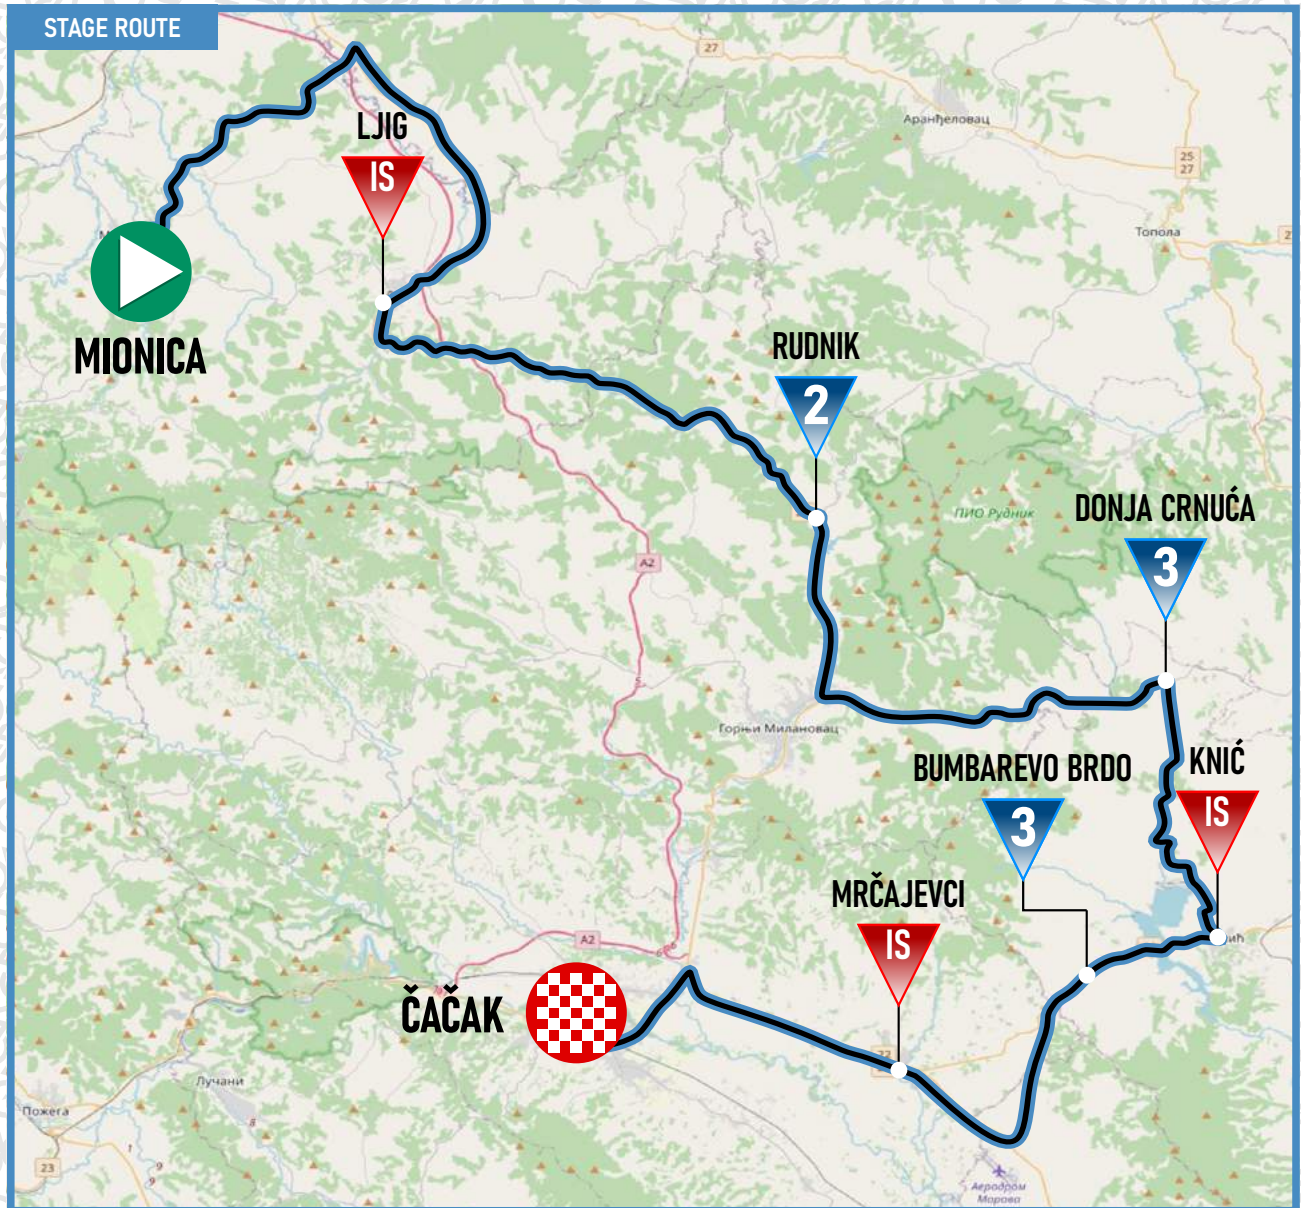 STAGE ROUTE
27
LJIG
IS
Аранђеловац
25
27
Топола
MIONICA
RUDNIK
2
ПИО Рудник
DONJA CRNUĆA
3
A2
Горњи Милановац
BUMBAREVO BRDO
3
KNIĆ
IS
MRČAJEVCI
IS
A2
ČAČAK
22
Лучани
Пожега
23
Аеродром
Морава